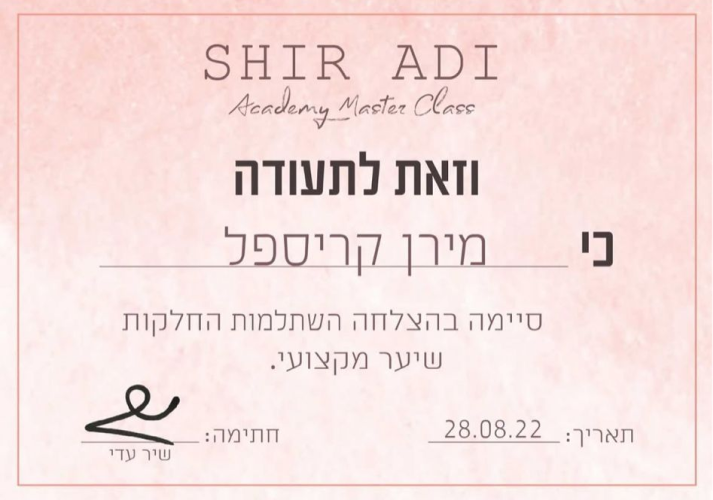 SHIR ADI
Academy Master Class
וזאת לתעודה
כי מירן קריספל
סיימה בהצלחה השתלמות החלקות
שיער מקצועי.
תאריך: 28.08.22 חתימה:
שיר עדי